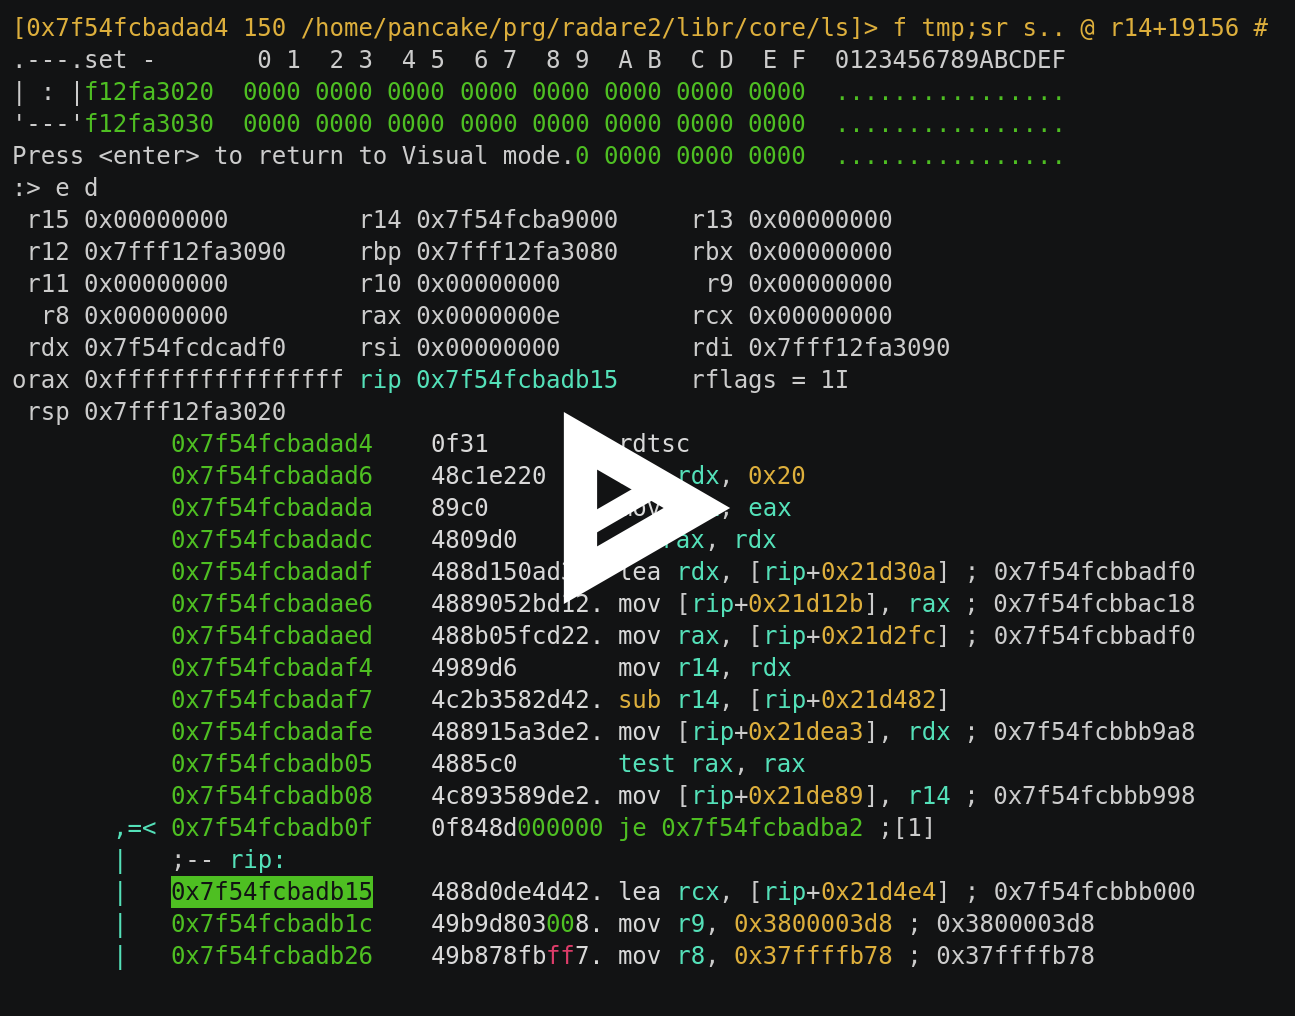 [0x7f54fcbadad4 150 /home/pancake/prg/radare2/libr/core/ls]> f tmp;sr s.. @ r14+19156 #
.---.set -       0 1  2 3  4 5  6 7  8 9  A B  C D  E F  0123456789ABCDEF
| : |f12fa3020  0000 0000 0000 0000 0000 0000 0000 0000  ................
'---'f12fa3030  0000 0000 0000 0000 0000 0000 0000 0000  ................
Press <enter> to return to Visual mode.0 0000 0000 0000  ................
:> e d
 r15 0x00000000         r14 0x7f54fcba9000     r13 0x00000000
 r12 0x7fff12fa3090     rbp 0x7fff12fa3080     rbx 0x00000000
 r11 0x00000000         r10 0x00000000          r9 0x00000000
  r8 0x00000000         rax 0x0000000e         rcx 0x00000000
 rdx 0x7f54fcdcadf0     rsi 0x00000000         rdi 0x7fff12fa3090
orax 0xffffffffffffffff rip 0x7f54fcbadb15     rflags = 1I
 rsp 0x7fff12fa3020
           0x7f54fcbadad4    0f31         rdtsc
           0x7f54fcbadad6    48c1e220     rdx, 0x20
           0x7f54fcbadada    89c0         mov , eax
           0x7f54fcbadadc    4809d0       rax, rdx
           0x7f54fcbadadf    488d150ad3 lea rdx, [rip+0x21d30a] ; 0x7f54fcbbadf0
           0x7f54fcbadae6    4889052bd12. mov [rip+0x21d12b], rax ; 0x7f54fcbbac18
           0x7f54fcbadaed    488b05fcd22. mov rax, [rip+0x21d2fc] ; 0x7f54fcbbadf0
           0x7f54fcbadaf4    4989d6       mov r14, rdx
           0x7f54fcbadaf7    4c2b3582d42. sub r14, [rip+0x21d482]
           0x7f54fcbadafe    488915a3de2. mov [rip+0x21dea3], rdx ; 0x7f54fcbbb9a8
           0x7f54fcbadb05    4885c0       test rax, rax
           0x7f54fcbadb08    4c893589de2. mov [rip+0x21de89], r14 ; 0x7f54fcbbb998
       ,=< 0x7f54fcbadb0f    0f848d000000 je 0x7f54fcbadba2 ;[1]
       |   ;-- rip:
       |   0x7f54fcbadb15    488d0de4d42. lea rcx, [rip+0x21d4e4] ; 0x7f54fcbbb000
       |   0x7f54fcbadb1c    49b9d803008. mov r9, 0x3800003d8 ; 0x3800003d8
       |   0x7f54fcbadb26    49b878fbff7. mov r8, 0x37ffffb78 ; 0x37ffffb78